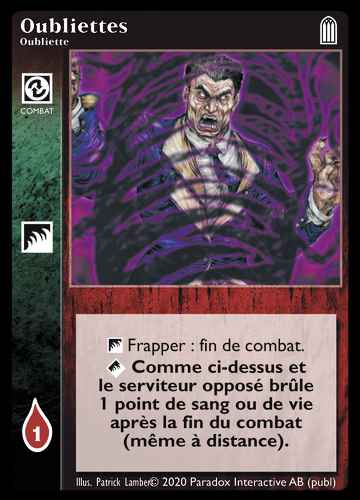 Oubliettes
Oubliette
COMBAT
Frapper : fin de combat.
Comme ci-dessus et
le serviteur opposé brûle
1 point de sang ou de vie
après la fin du combat
(même à distance).
1
Illus. Patrick Lambert© 2020 Paradox Interactive AB (publ)